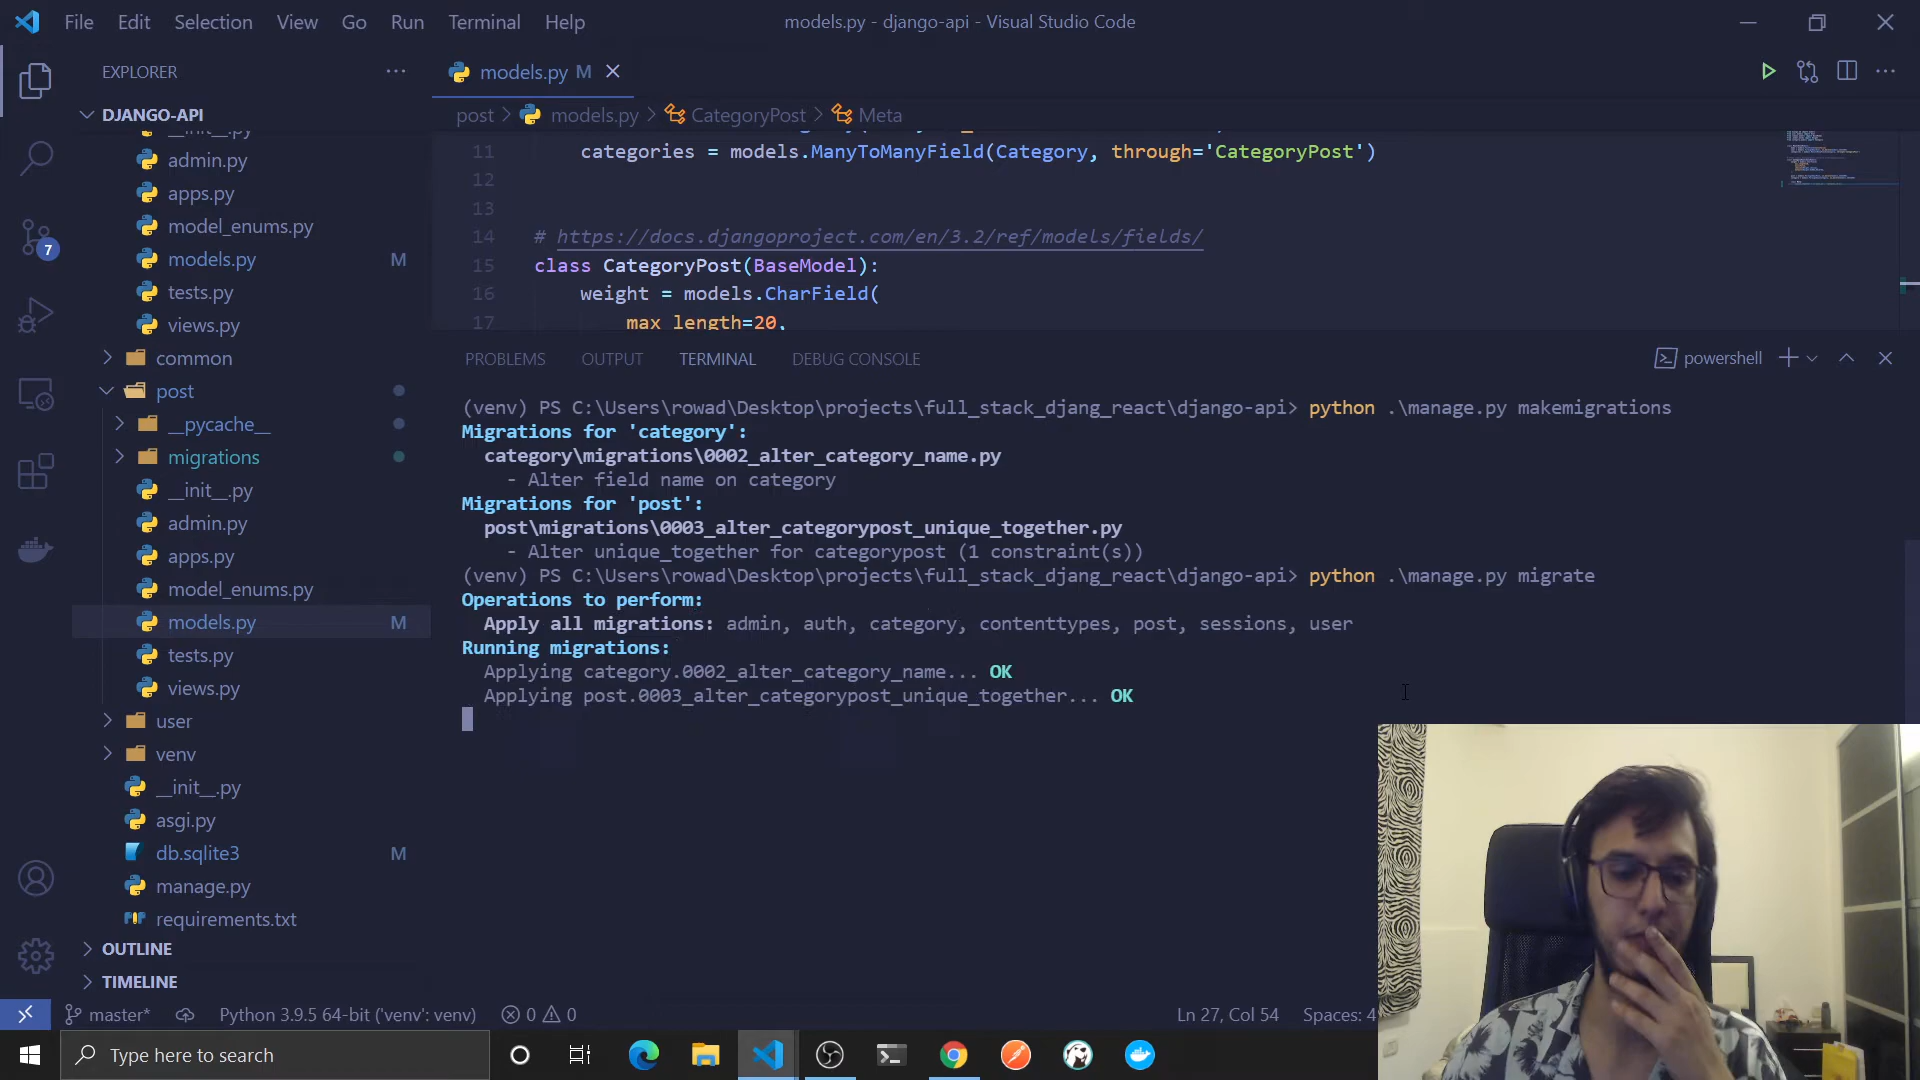 File Edit Selection View Go Run Terminal Help
models.py - django-api - Visual Studio Code
EXPLORER
DJANGO-API
__init__.py
admin.py
apps.py
model_enums.py
models.py M
tests.py
views.py
common
post
__pycache__
migrations
__init__.py
admin.py
apps.py
model_enums.py
models.py M
tests.py
views.py
user
venv
__init__.py
asgi.py
db.sqlite3 M
manage.py
requirements.txt
OUTLINE
TIMELINE
7
models.py M
post > models.py > CategoryPost > Meta
11 categories = models.ManyToManyField(Category, through='CategoryPost')
12
13
14 # https://docs.djangoproject.com/en/3.2/ref/models/fields/
15 class CategoryPost(BaseModel):
16 weight = models.CharField(
17 max_length=20,
PROBLEMS OUTPUT TERMINAL DEBUG CONSOLE
powershell
(venv) PS C:\Users\rowad\Desktop\projects\full_stack_djang_react\django-api> python .\manage.py makemigrations
Migrations for 'category':
category\migrations\0002_alter_category_name.py
- Alter field name on category
Migrations for 'post':
post\migrations\0003_alter_categorypost_unique_together.py
- Alter unique_together for categorypost (1 constraint(s))
(venv) PS C:\Users\rowad\Desktop\projects\full_stack_djang_react\django-api> python .\manage.py migrate
Operations to perform:
Apply all migrations: admin, auth, category, contenttypes, post, sessions, user
Running migrations:
Applying category.0002_alter_category_name... OK
Applying post.0003_alter_categorypost_unique_together... OK
master* Python 3.9.5 64-bit ('venv': venv) 0 0 Ln 27, Col 54 Spaces: 4
Type here to search